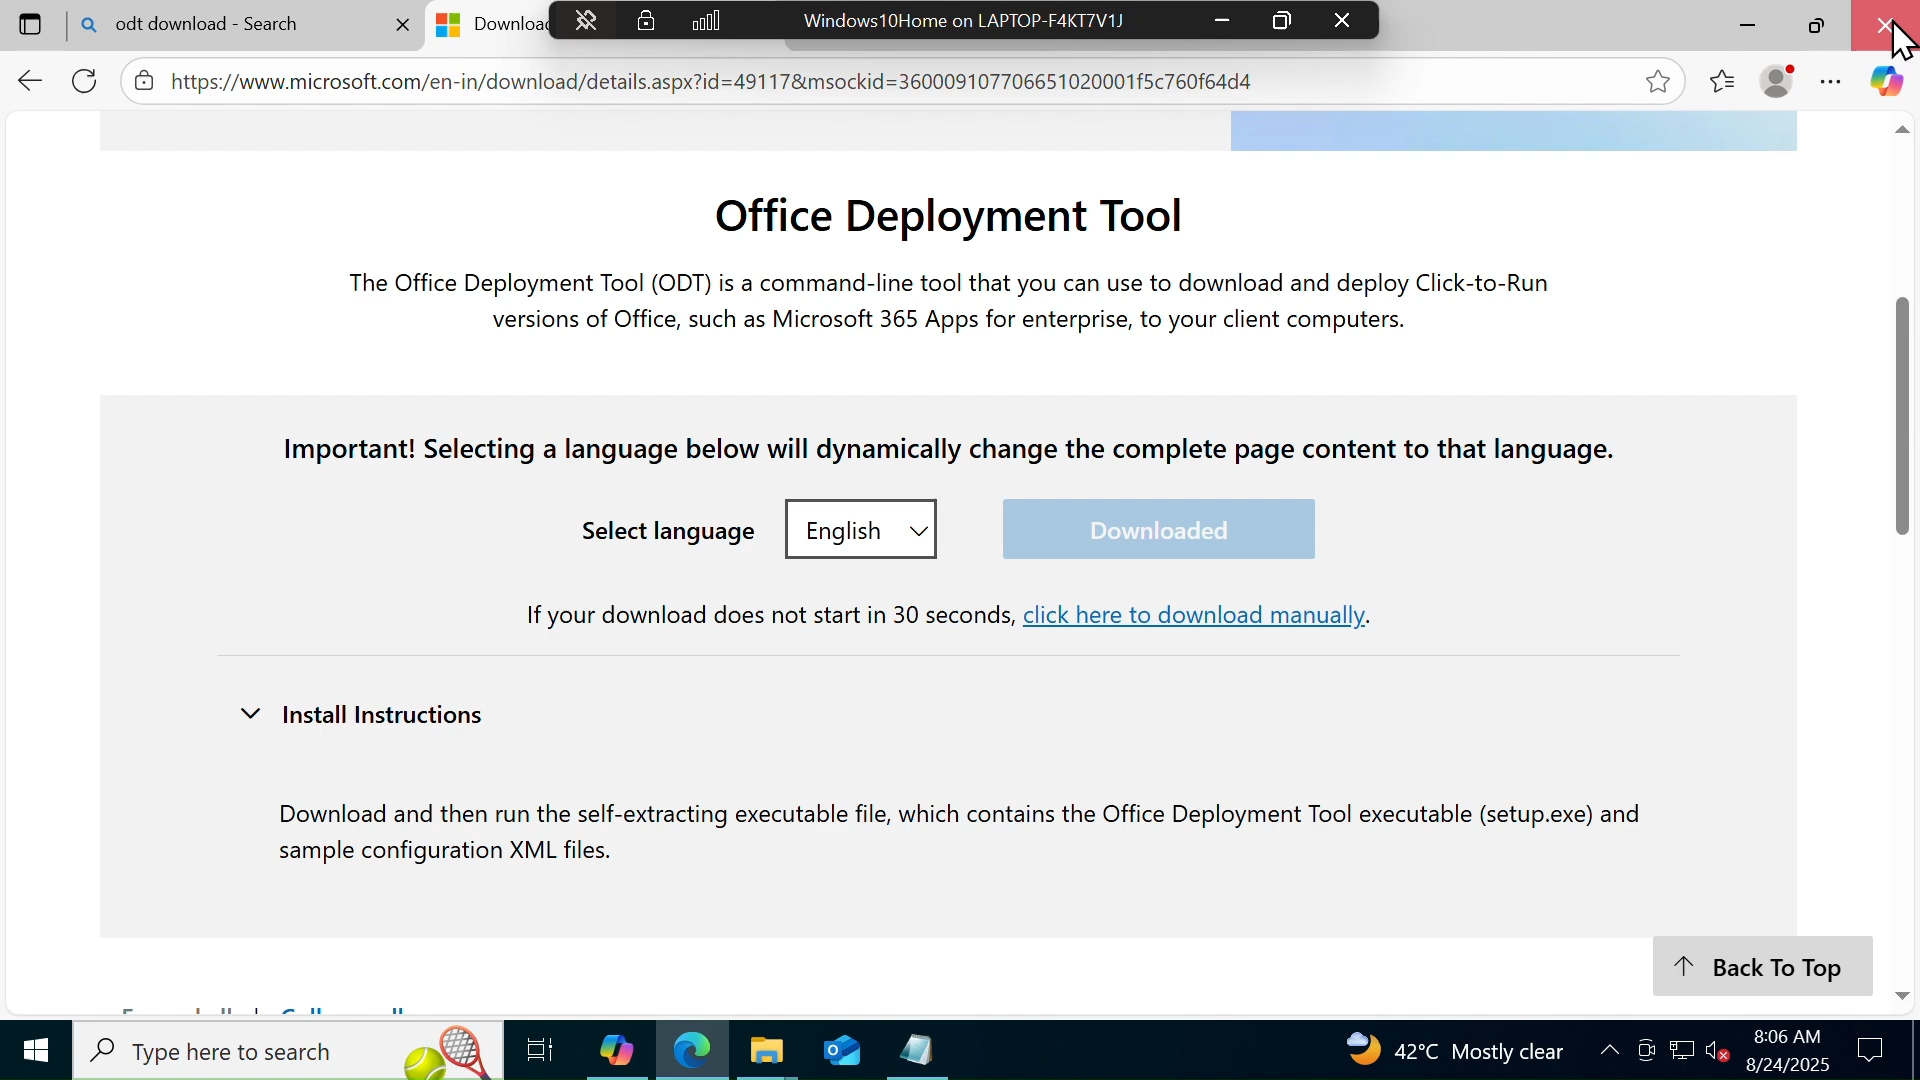 odt download - Search
Download
Windows10Home on LAPTOP-F4KT7V1J
https://www.microsoft.com/en-in/download/details.aspx?id=49117&msockid=360009107706651020001f5c760f64d4
Office Deployment Tool
The Office Deployment Tool (ODT) is a command-line tool that you can use to download and deploy Click-to-Run
versions of Office, such as Microsoft 365 Apps for enterprise, to your client computers.
Important! Selecting a language below will dynamically change the complete page content to that language.
Select language
English
Downloaded
If your download does not start in 30 seconds, click here to download manually.
Install Instructions
Download and then run the self-extracting executable file, which contains the Office Deployment Tool executable (setup.exe) and
sample configuration XML files.
Back To Top
Type here to search
42°C Mostly clear
8:06 AM
8/24/2025